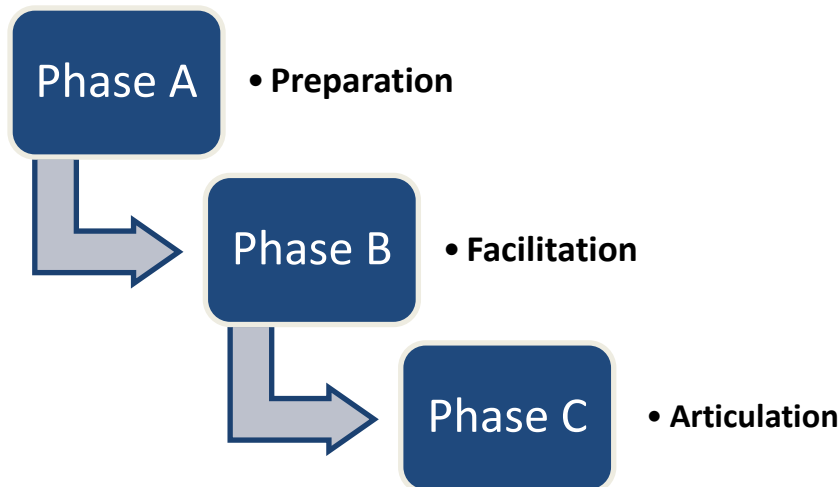 Phase A
• Preparation
Phase B
• Facilitation
Phase C
• Articulation